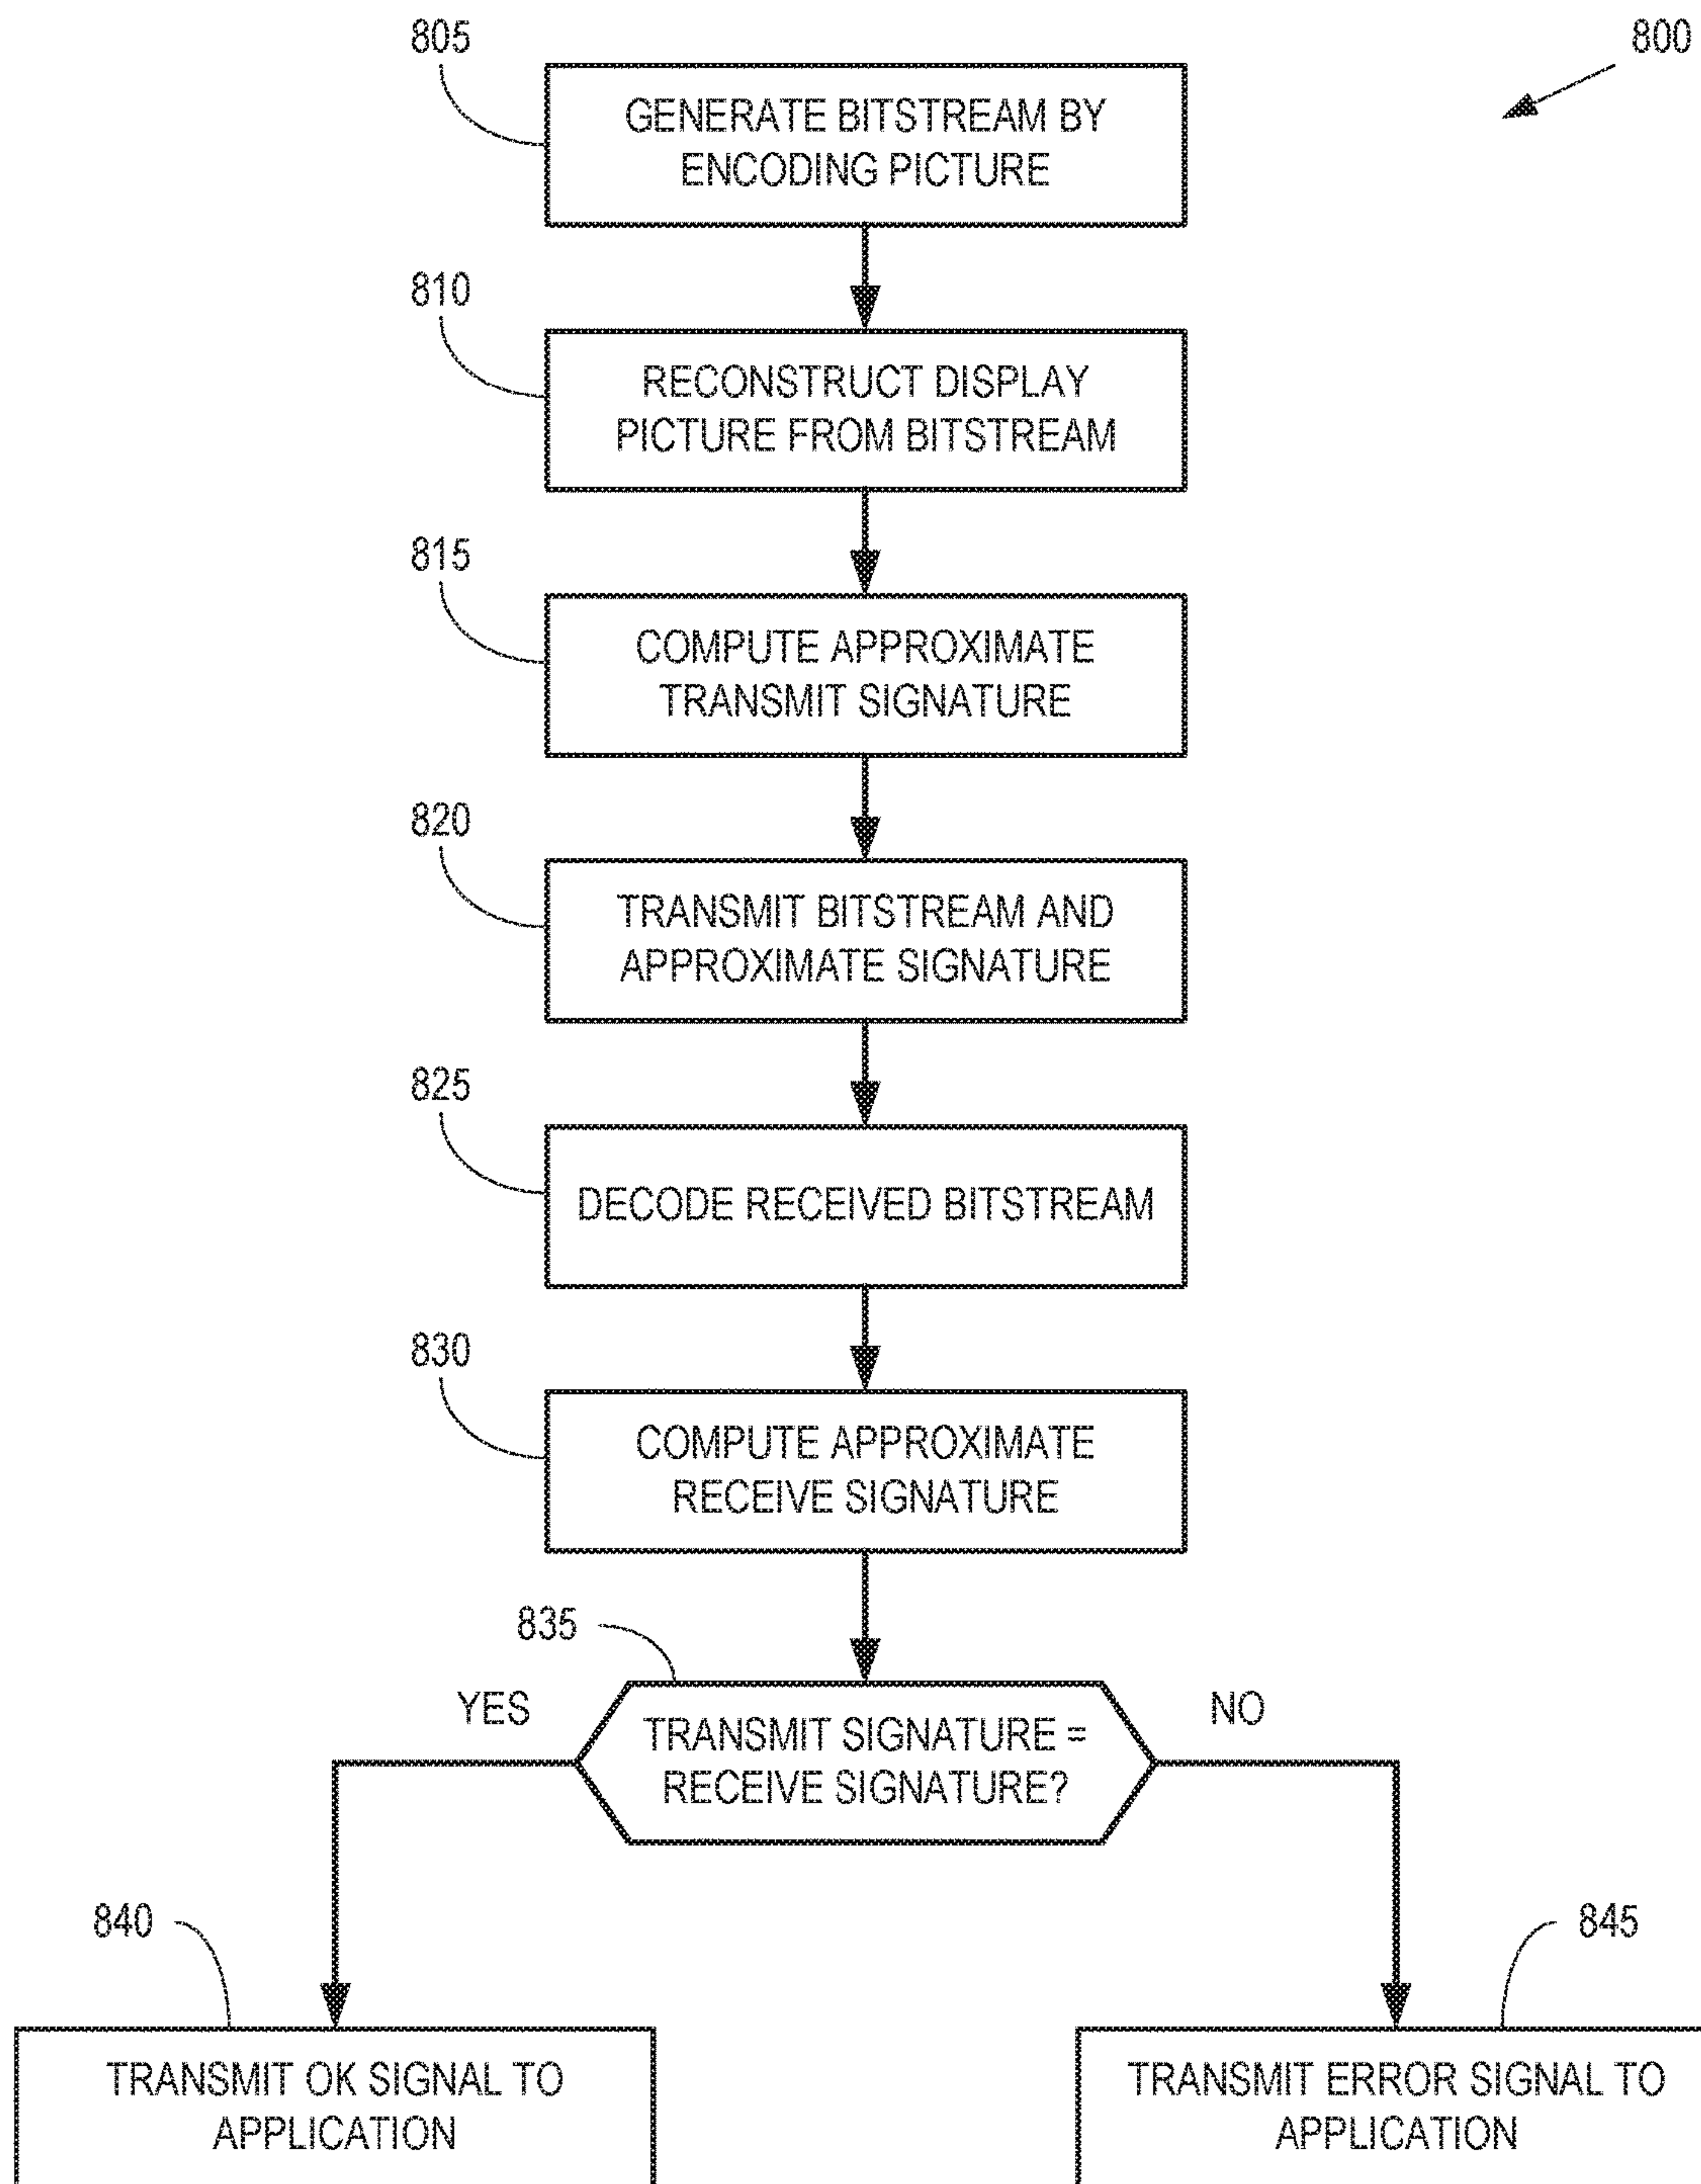 800
805
GENERATE BITSTREAM BY
ENCODING PICTURE
810
RECONSTRUCT DISPLAY
PICTURE FROM BITSTREAM
815
COMPUTE APPROXIMATE
TRANSMIT SIGNATURE
820
TRANSMIT BITSTREAM AND
APPROXIMATE SIGNATURE
825
DECODE RECEIVED BITSTREAM
830
COMPUTE APPROXIMATE
RECEIVE SIGNATURE
835
YES
TRANSMIT SIGNATURE =
RECEIVE SIGNATURE?
NO
840
TRANSMIT OK SIGNAL TO
APPLICATION
845
TRANSMIT ERROR SIGNAL TO
APPLICATION